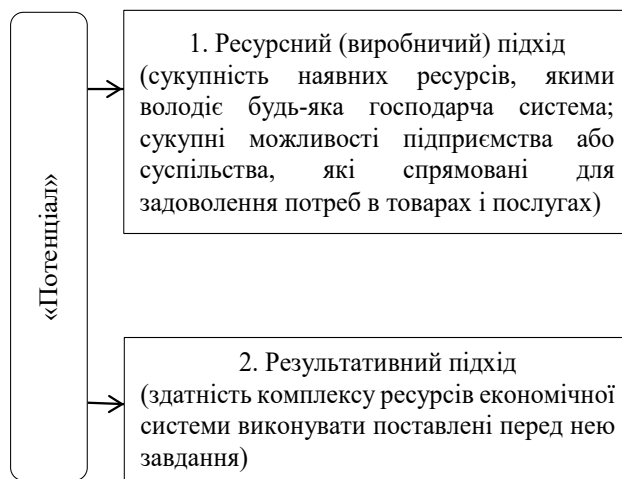 «Потенціал»
1. Ресурсний (виробничий) підхід
(сукупність наявних ресурсів, якими
володіє будь-яка господарча система;
сукупні можливості підприємства або
суспільства, які спрямовані для
задоволення потреб в товарах і послугах)
2. Результативний підхід
(здатність комплексу ресурсів економічної
системи виконувати поставлені перед нею
завдання)